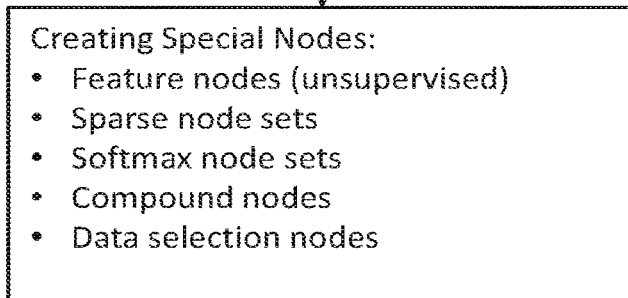 Creating Special Nodes:
• Feature nodes (unsupervised)
• Sparse node sets
• Softmax node sets
• Compound nodes
• Data selection nodes